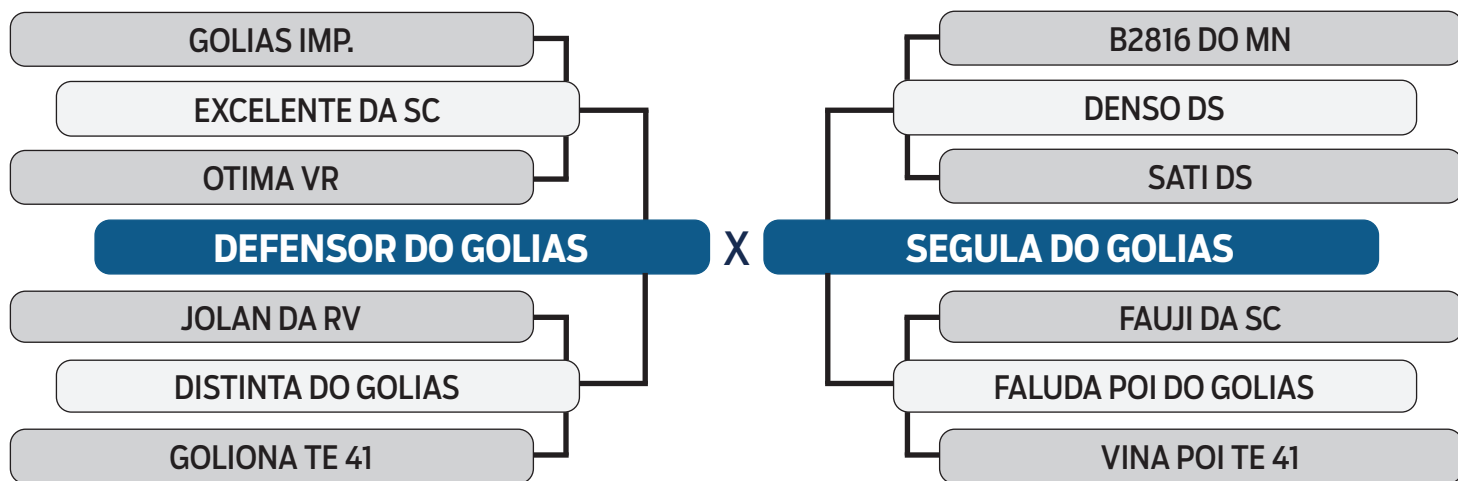 GOLIAS IMP.
EXCELENTE DA SC
OTIMA VR
DEFENSOR DO GOLIAS
JOLAN DA RV
DISTINTA DO GOLIAS
GOLIONA TE 41
X
B2816 DO MN
DENSO DS
SATI DS
SEGULA DO GOLIAS
FAUJI DA SC
FALUDA POI DO GOLIAS
VINA POI TE 41